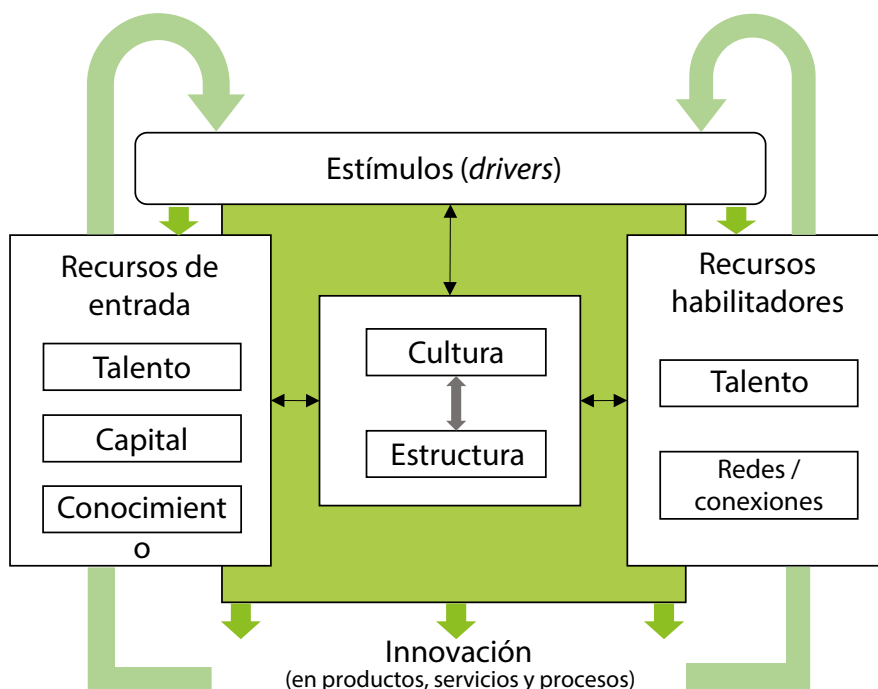 Estímulos (drivers)
Recursos de
entrada
Talento
Capital
Conocimient
o
Cultura
Estructura
Recursos
habilitadores
Talento
Redes /
conexiones
Innovación
(en productos, servicios y procesos)